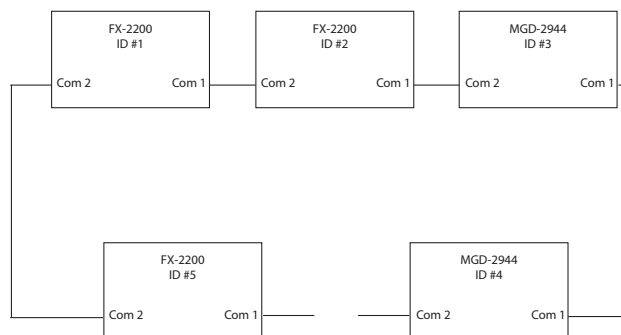 FX-2200
ID #1
Com 2
Com 1
FX-2200
ID #2
Com 2
Com 1
MGD-2944
ID #3
Com 2
Com 1
FX-2200
ID #5
Com 2
Com 1
MGD-2944
ID #4
Com 2
Com 1